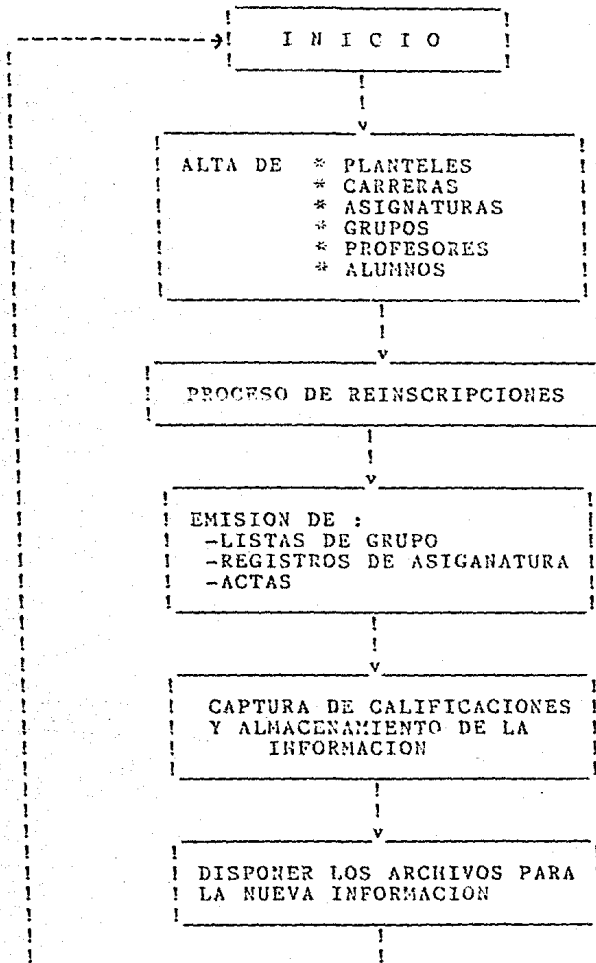 I N I C I O
ALTA DE * PLANTELES
* CARRERAS
* ASIGNATURAS
* GRUPOS
* PROFESORES
* ALUMNOS
PROCESO DE REINSCRIPCIONES
EMISION DE :
-LISTAS DE GRUPO
-REGISTROS DE ASIGANATURA
-ACTAS
CAPTURA DE CALIFICACIONES
Y ALMACENAMIENTO DE LA
INFORMACION
DISPONER LOS ARCHIVOS PARA
LA NUEVA INFORMACION